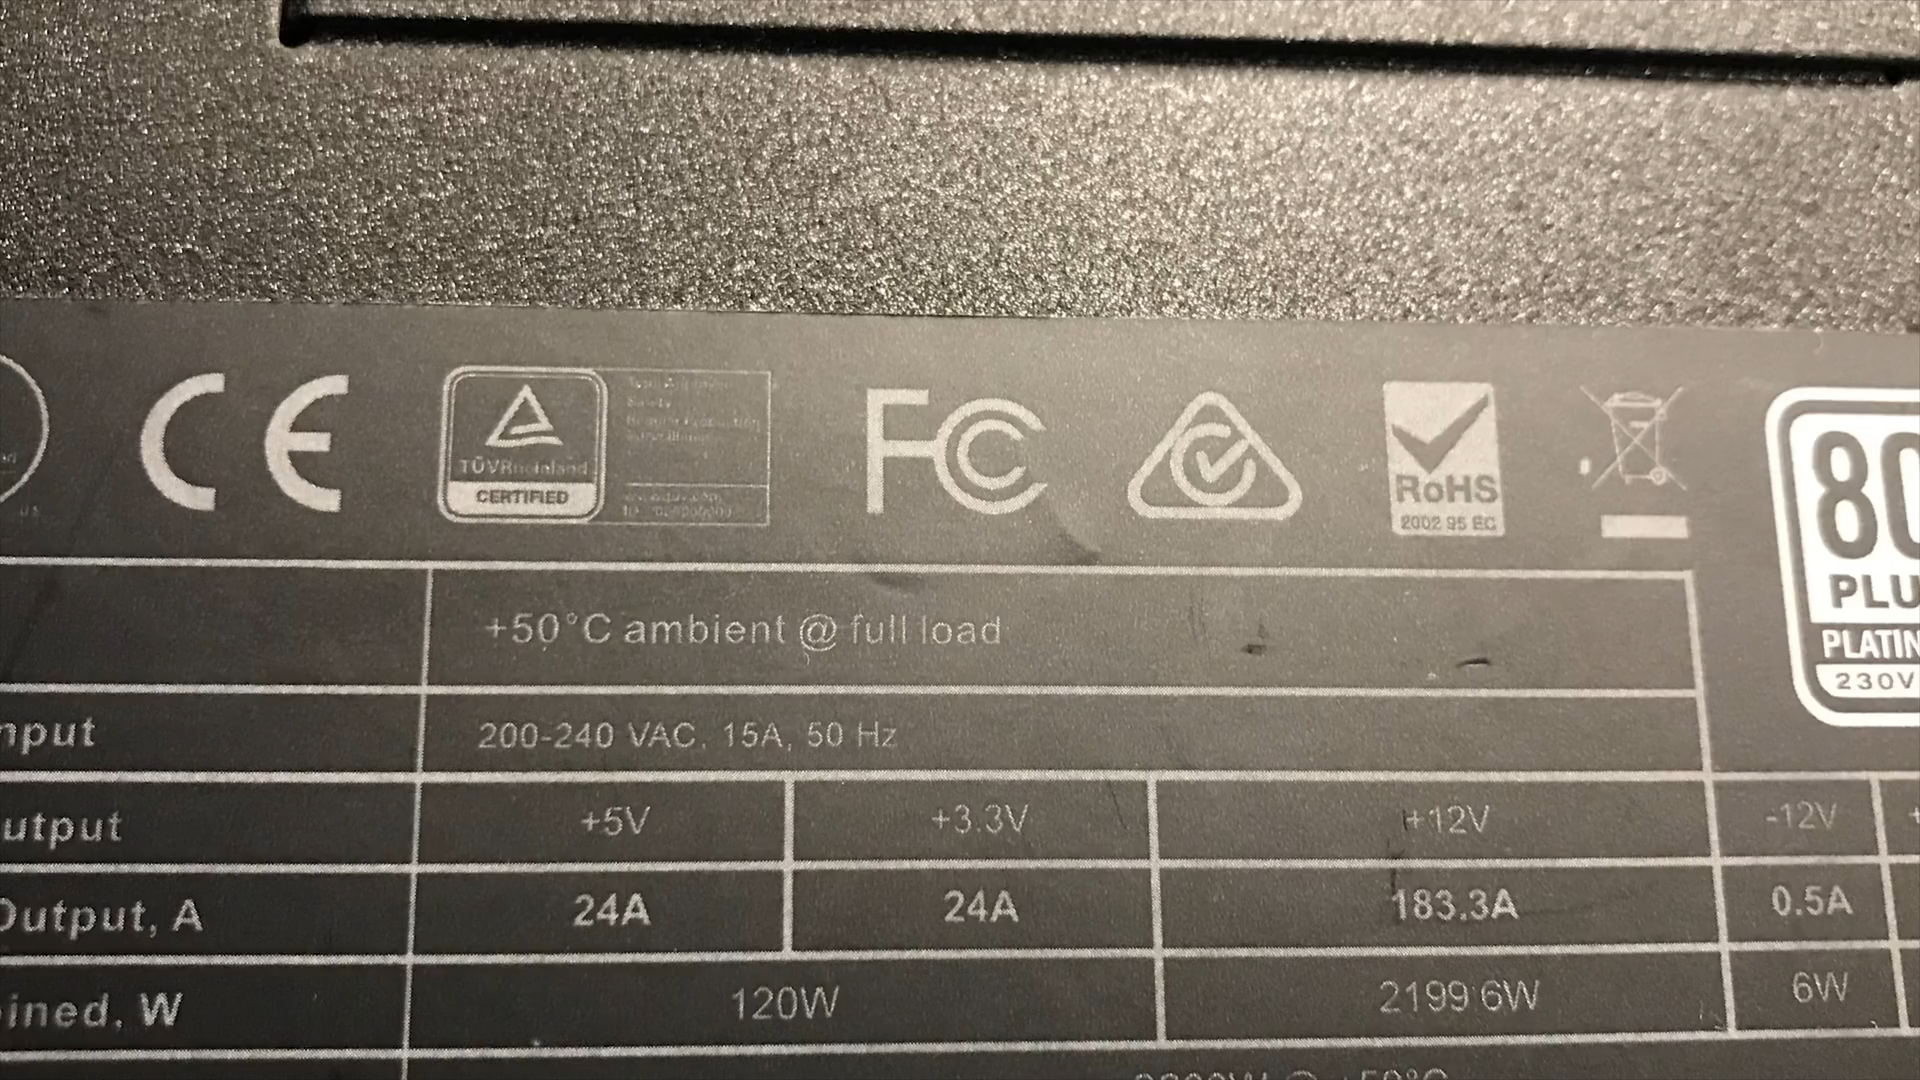 CE
TÜVRheinland
CERTIFIED
FC
RoHS
2002 95 EC
80
PLU
PLATIN
230V
+50°C ambient @ full load
nput
200-240 VAC, 15A, 50 Hz
utput
+5V
+3.3V
+12V
-12V
+
Output, A
24A
24A
183.3A
0.5A
ined, W
120W
2199.6W
6W